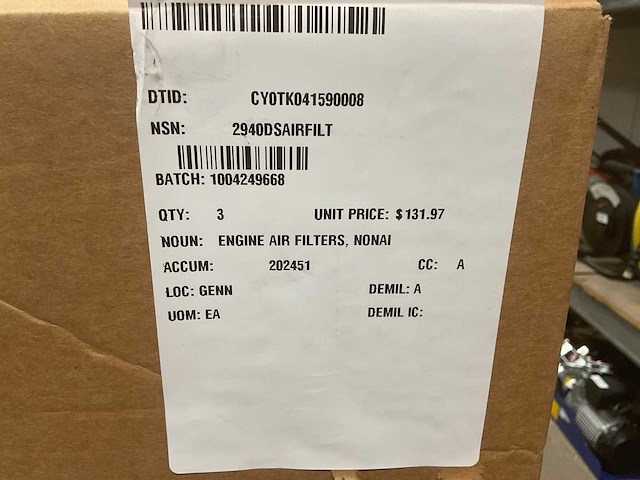 DTID: CY0TK041590008
NSN: 2940DSAIRFILT
BATCH: 1004249668
QTY: 3 UNIT PRICE: $131.97
NOUN: ENGINE AIR FILTERS, NONAI
ACCUM: 202451 CC: A
LOC: GENN DEMIL: A
UOM: EA DEMIL IC: